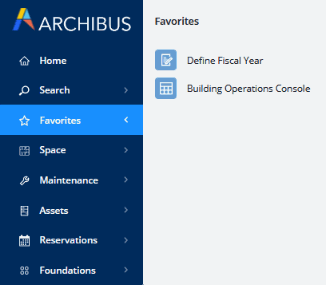 ARCHIBUS
Home
Search
Favorites
Space
Maintenance
Assets
Reservations
Foundations
Favorites
Define Fiscal Year
Building Operations Console